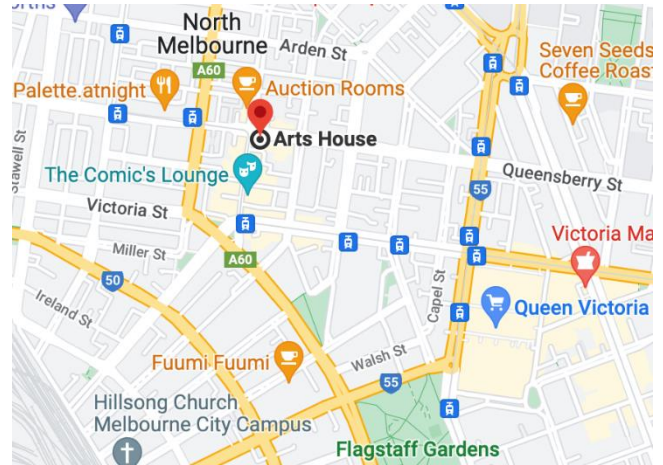 North
Melbourne
Arden St
Seven Seeds
Coffee Roast
A60
Palette.atnight
Auction Rooms
Arts House
Stawell St
The Comic's Lounge
Queensberry St
55
Victoria St
Victoria Ma
Miller St
A60
50
Capel St
Ireland St
Queen Victoria
Walsh St
Fuumi Fuumi
55
Hillsong Church
Melbourne City Campus
Flagstaff Gardens